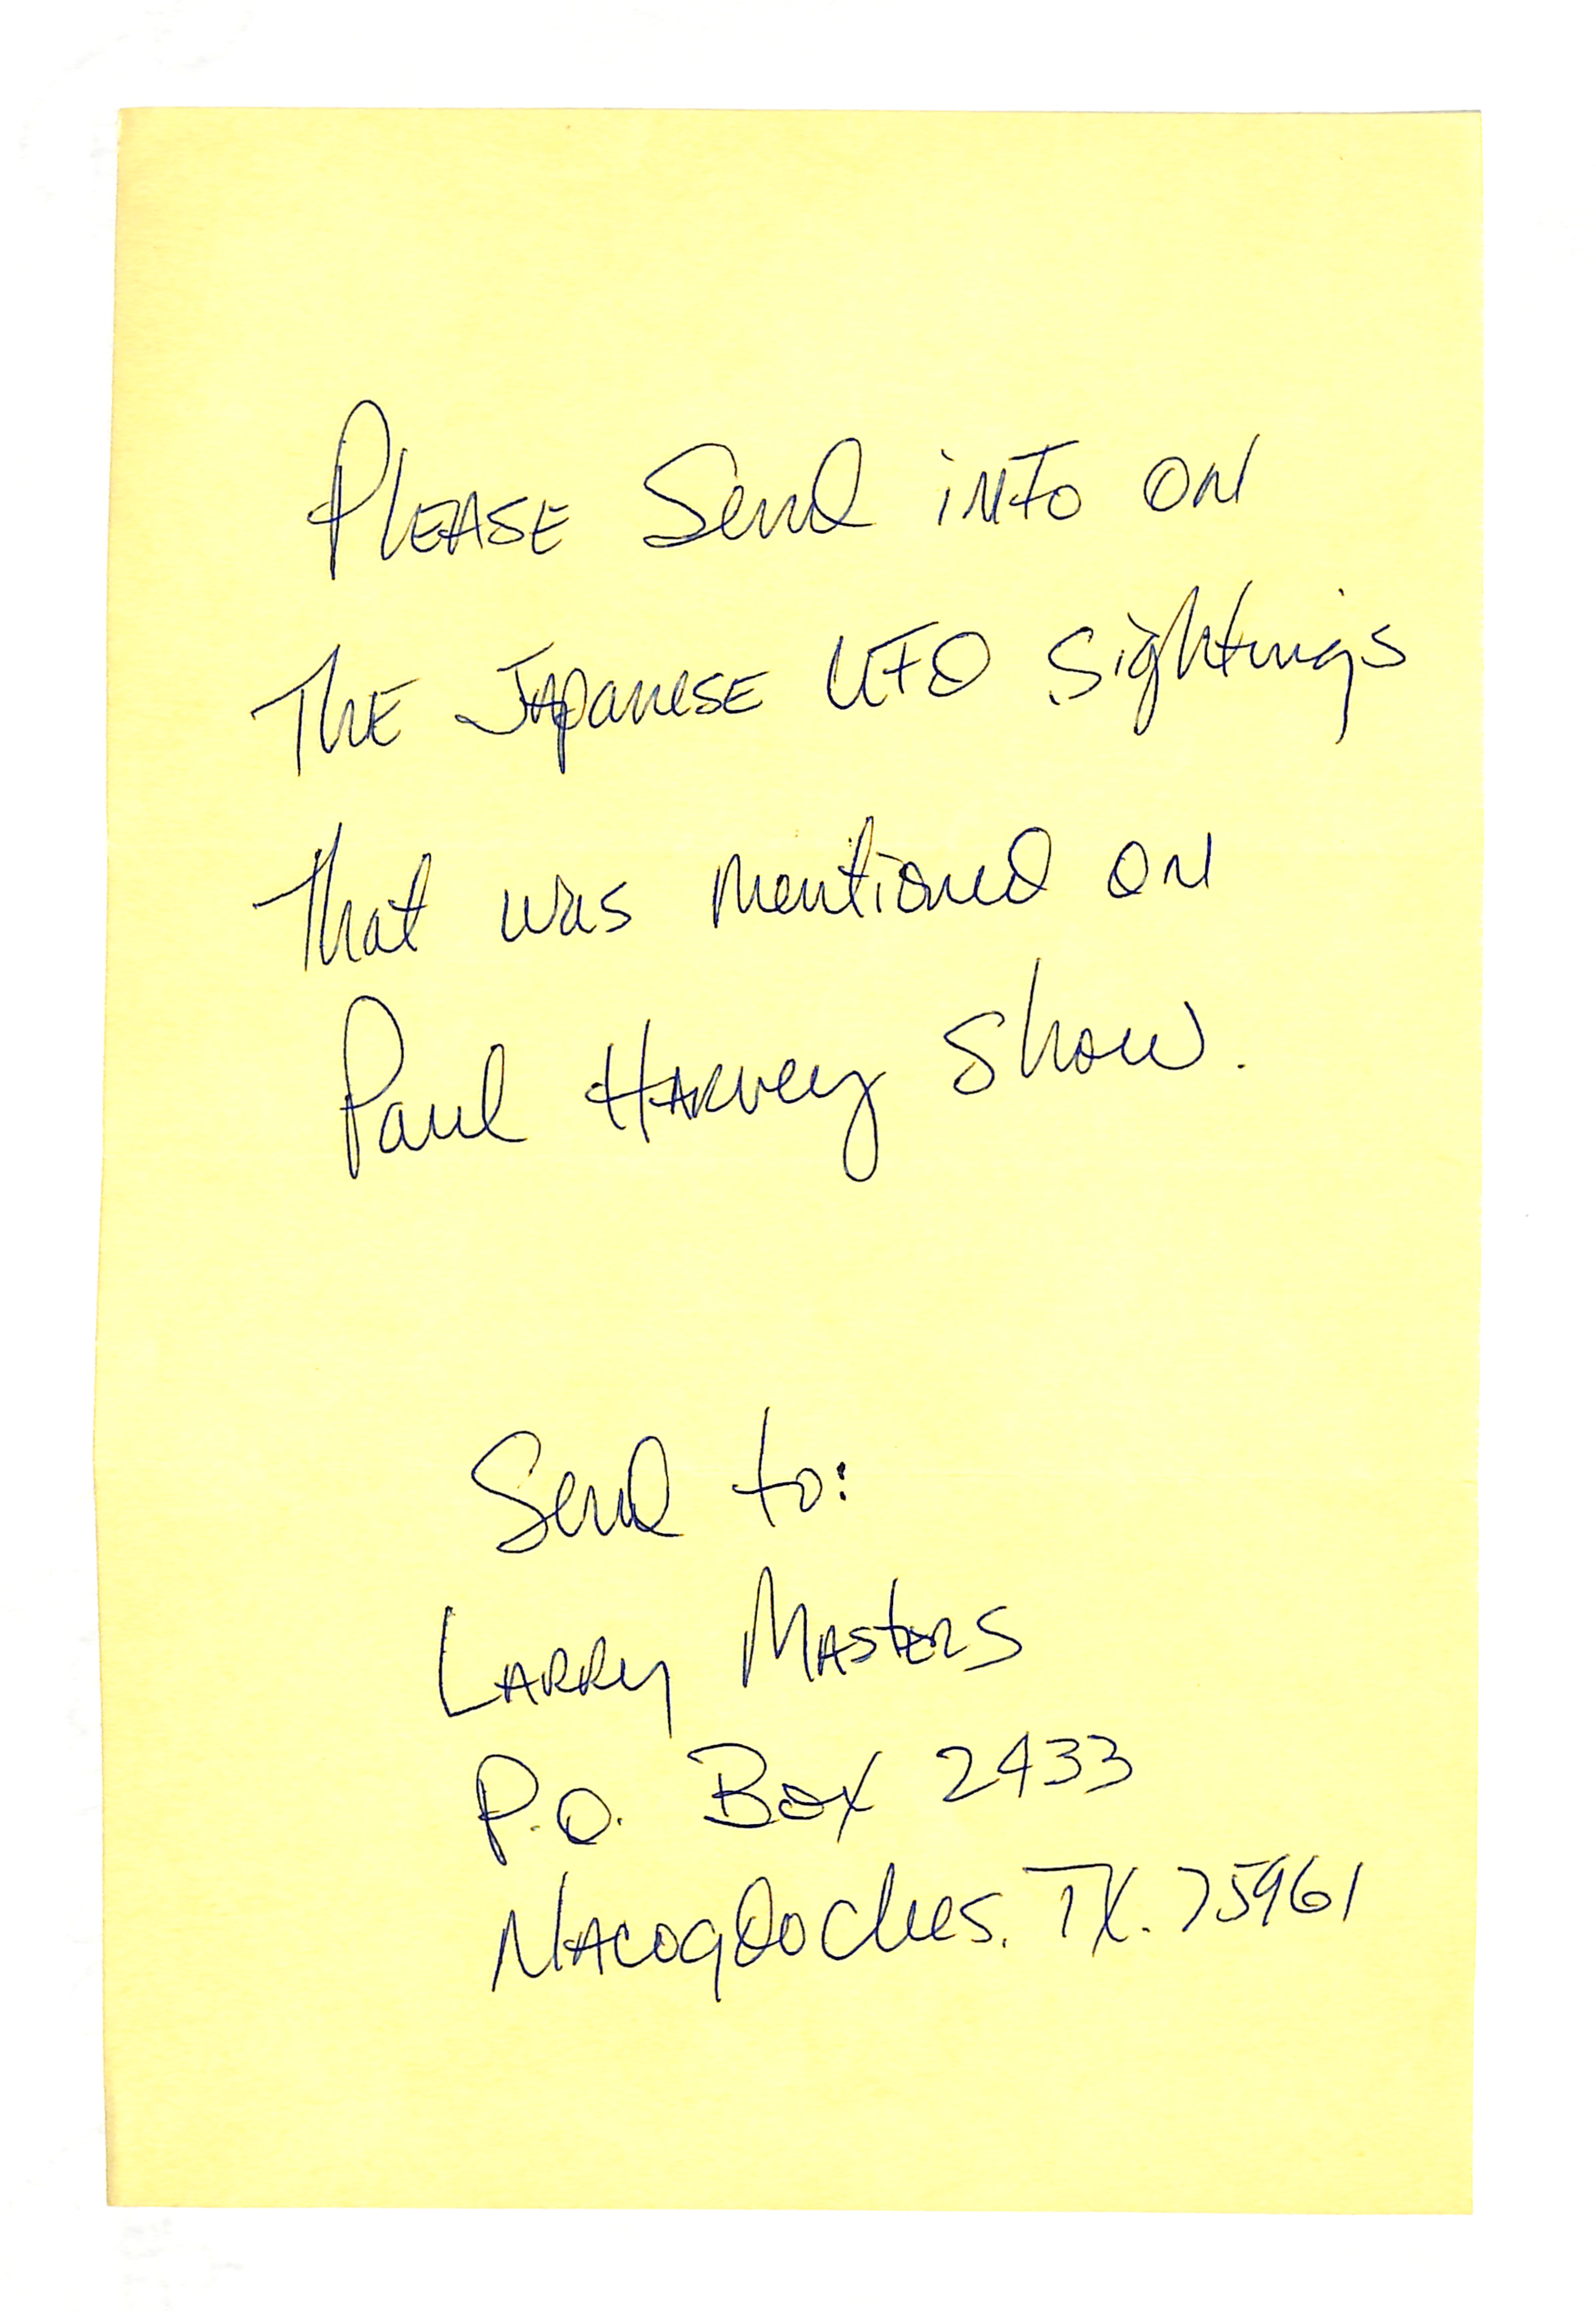 Please Send info on
The Japanese UFO Sightings
That was mentioned on
Paul Harvey Show.
Send to:
Larry Masters
P.O. Box 2433
Nacogdoches, TX. 75961